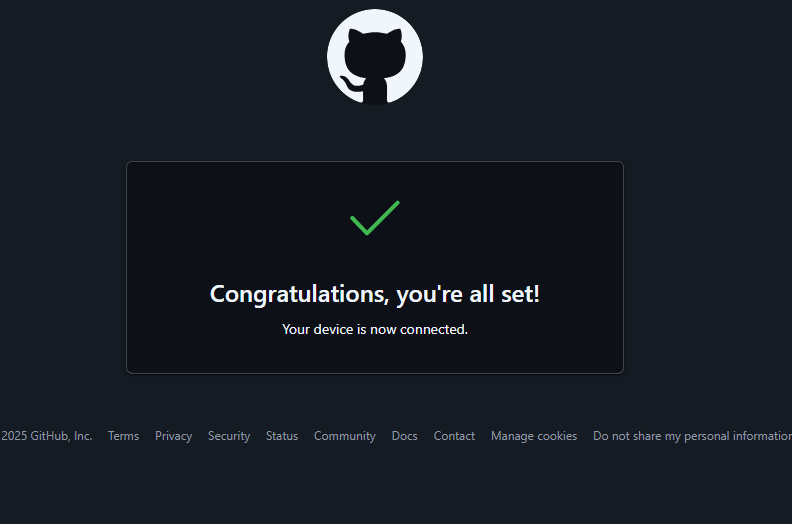 Congratulations, you're all set!
Your device is now connected.
2025 GitHub, Inc. Terms Privacy Security Status Community Docs Contact Manage cookies Do not share my personal information